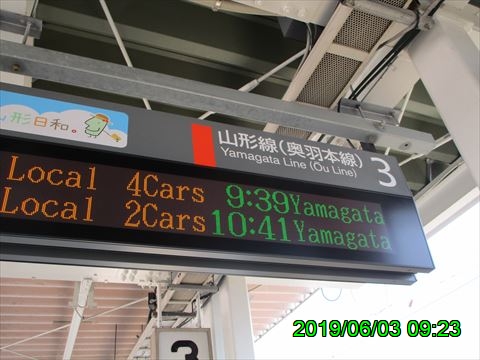 形日和。
山形線(奥羽本線)
Yamagata Line (Ōu Line)
3
Local 4Cars 9:39 Yamagata
Local 2Cars 10:41 Yamagata
3
2019/06/03 09:23